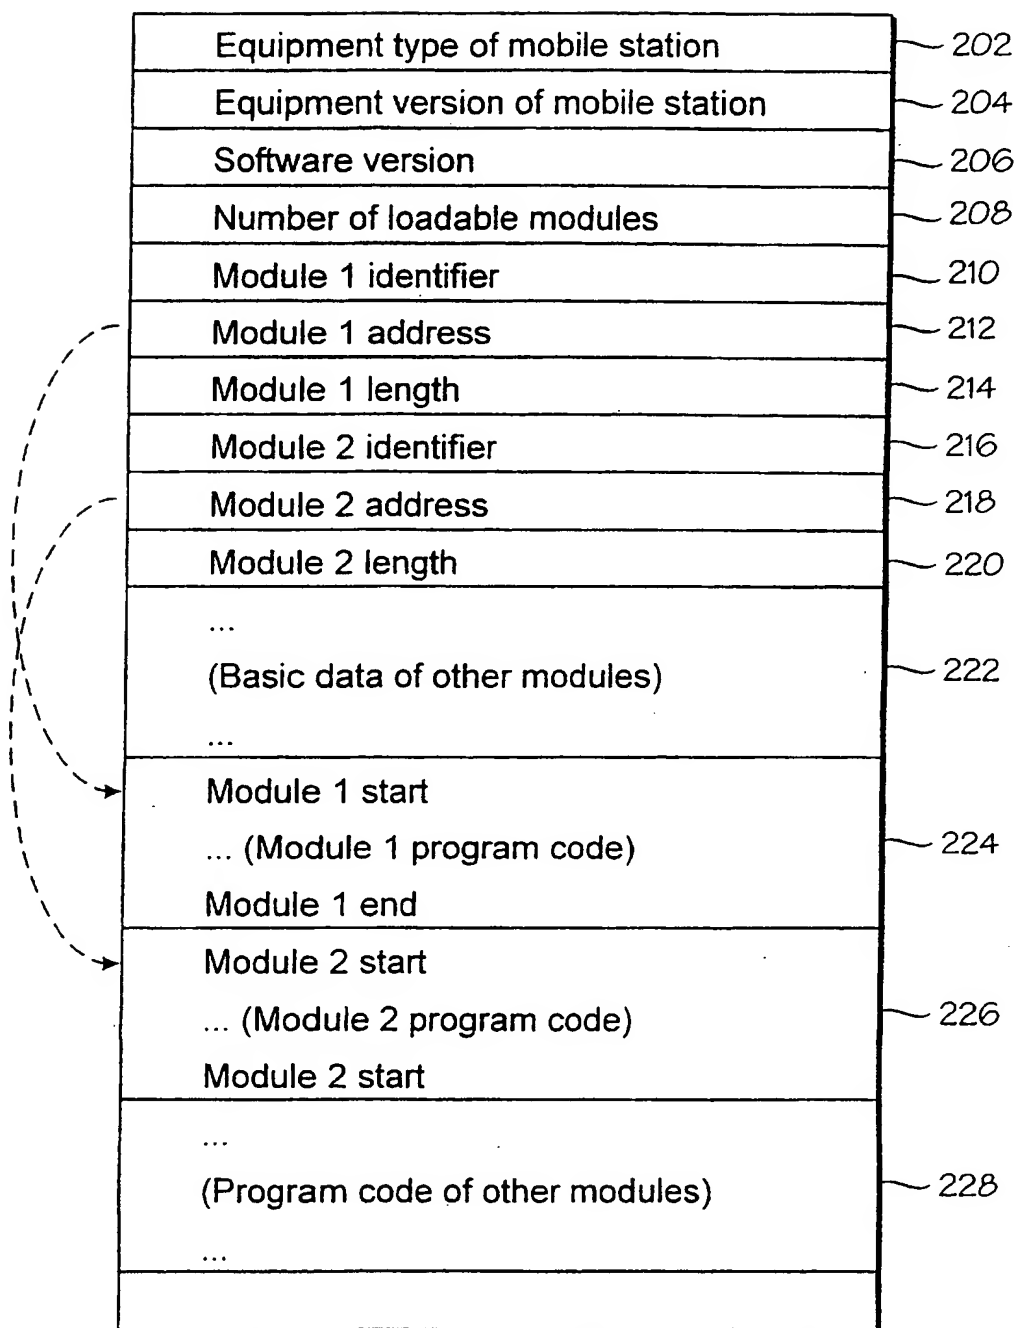 Equipment type of mobile station 202
Equipment version of mobile station 204
Software version 206
Number of loadable modules 208
Module 1 identifier 210
Module 1 address 212
Module 1 length 214
Module 2 identifier 216
Module 2 address 218
Module 2 length 220
...
(Basic data of other modules) 222
...
Module 1 start
... (Module 1 program code) 224
Module 1 end
Module 2 start
... (Module 2 program code) 226
Module 2 start
...
(Program code of other modules) 228
...